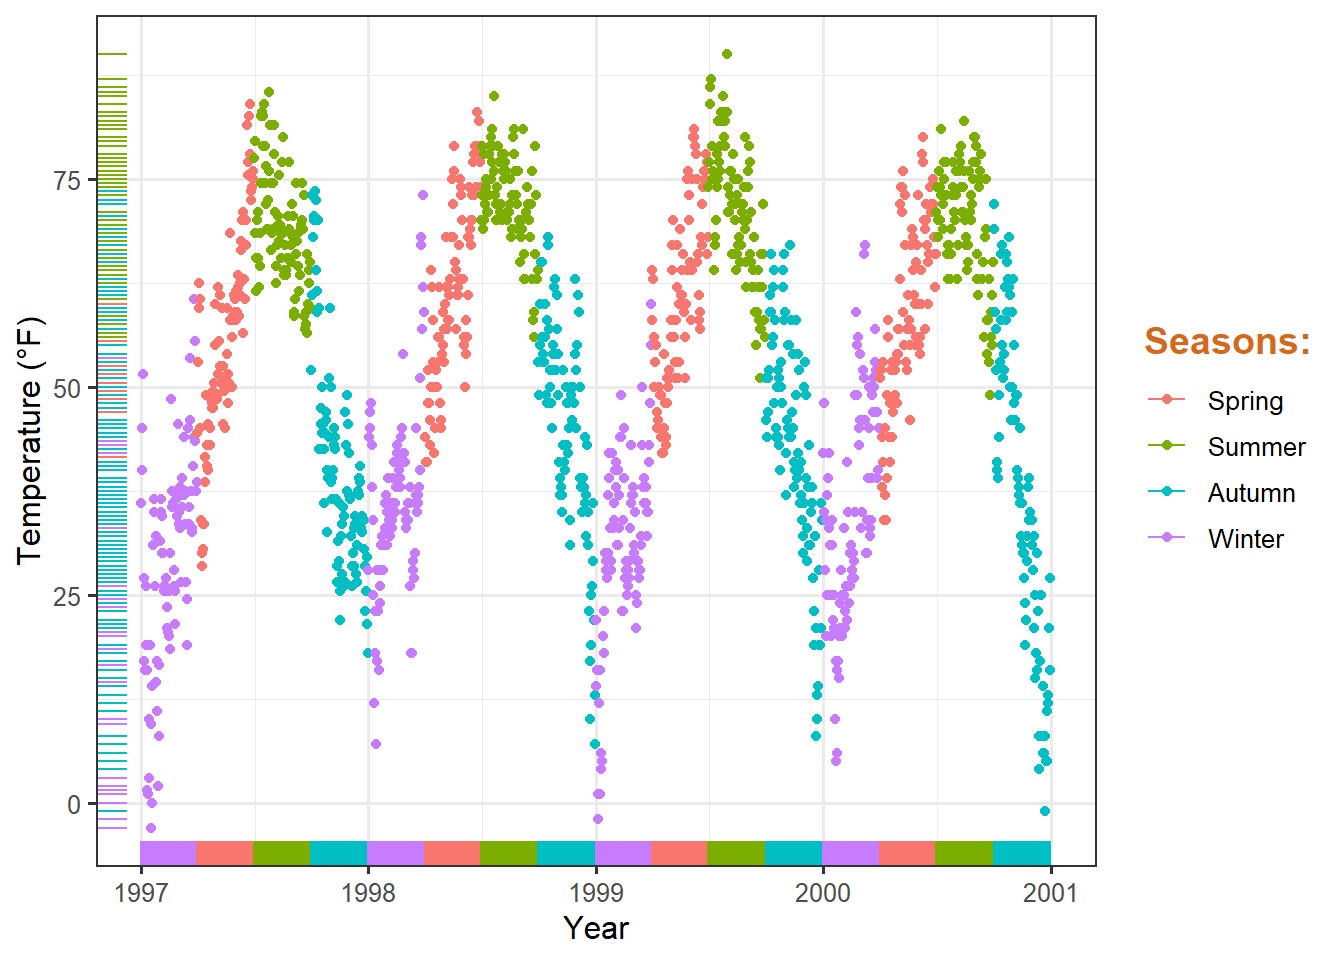 75
50
25
0
Temperature (°F)
1997
1998
1999
2000
2001
Year
Seasons:
Spring
Summer
Autumn
Winter